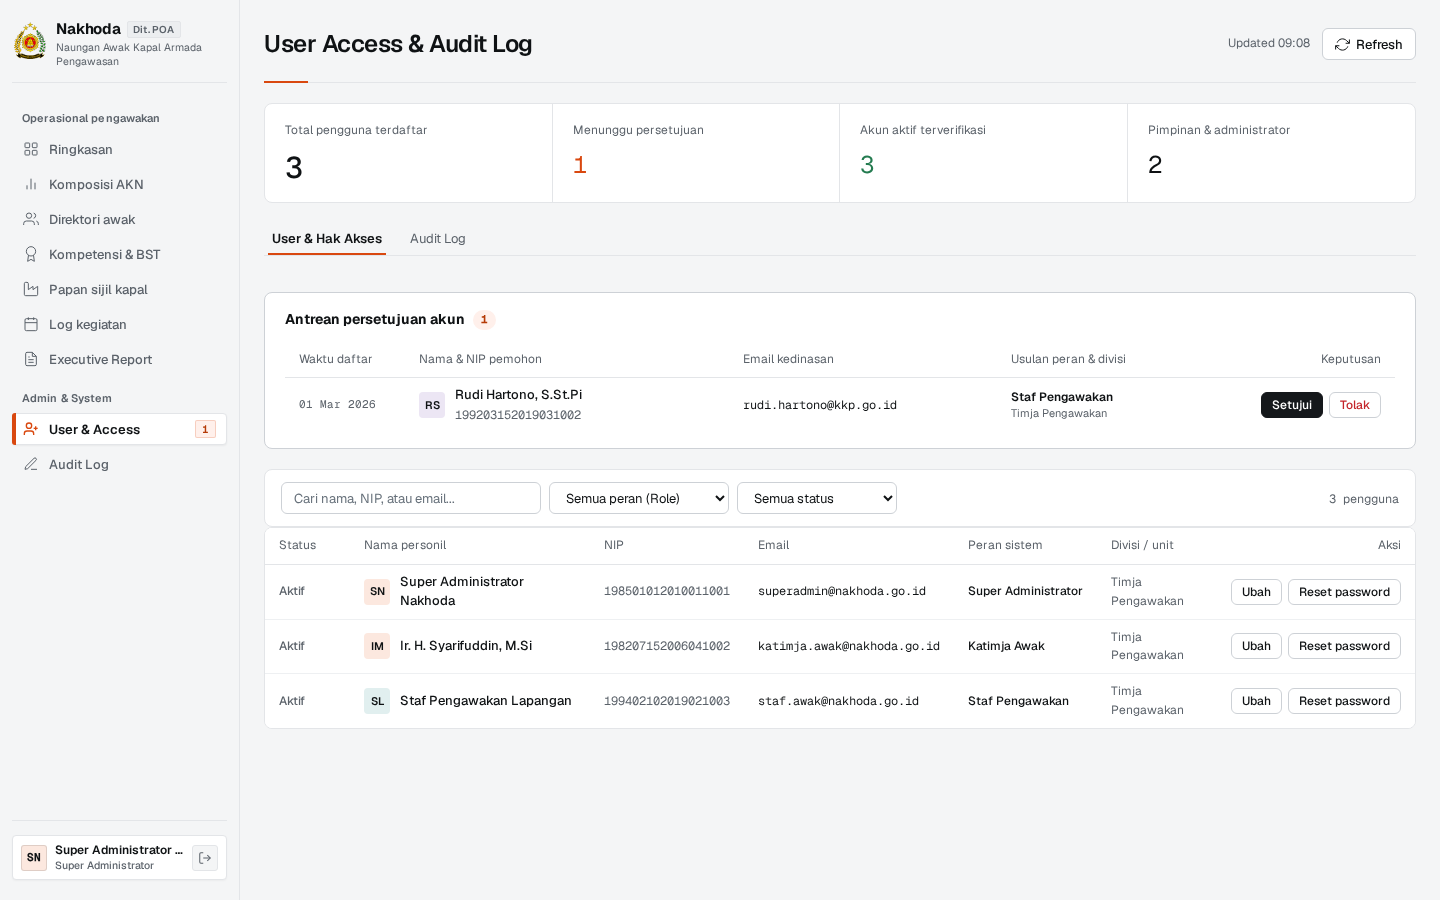 Nakhoda Dit. POA
Naungan Awak Kapal Armada
Pengawasan
Operasional pengawakan
Ringkasan
Komposisi AKN
Direktori awak
Kompetensi & BST
Papan sijil kapal
Log kegiatan
Executive Report
Admin & System
User & Access 1
Audit Log
SN Super Administrator ...
Super Administrator
User Access & Audit Log
Updated 09:08 Refresh
Total pengguna terdaftar
3
Menunggu persetujuan
1
Akun aktif terverifikasi
3
Pimpinan & administrator
2
User & Hak Akses Audit Log
Antrean persetujuan akun 1
Waktu daftar Nama & NIP pemohon Email kedinasan Usulan peran & divisi Keputusan
01 Mar 2026 RS Rudi Hartono, S.St.Pi
199203152019031002
rudi.hartono@kkp.go.id
Staf Pengawakan
Timja Pengawakan
Setujui Tolak
Cari nama, NIP, atau email... Semua peran (Role) Semua status 3 pengguna
Status Nama personil NIP Email Peran sistem Divisi / unit Aksi
Aktif SN Super Administrator
Nakhoda
198501012010011001 superadmin@nakhoda.go.id Super Administrator Timja
Pengawakan
Ubah Reset password
Aktif IM Ir. H. Syarifuddin, M.Si 198207152006041002 katimja.awak@nakhoda.go.id Katimja Awak Timja
Pengawakan
Ubah Reset password
Aktif SL Staf Pengawakan Lapangan 199402102019021003 staf.awak@nakhoda.go.id Staf Pengawakan Timja
Pengawakan
Ubah Reset password